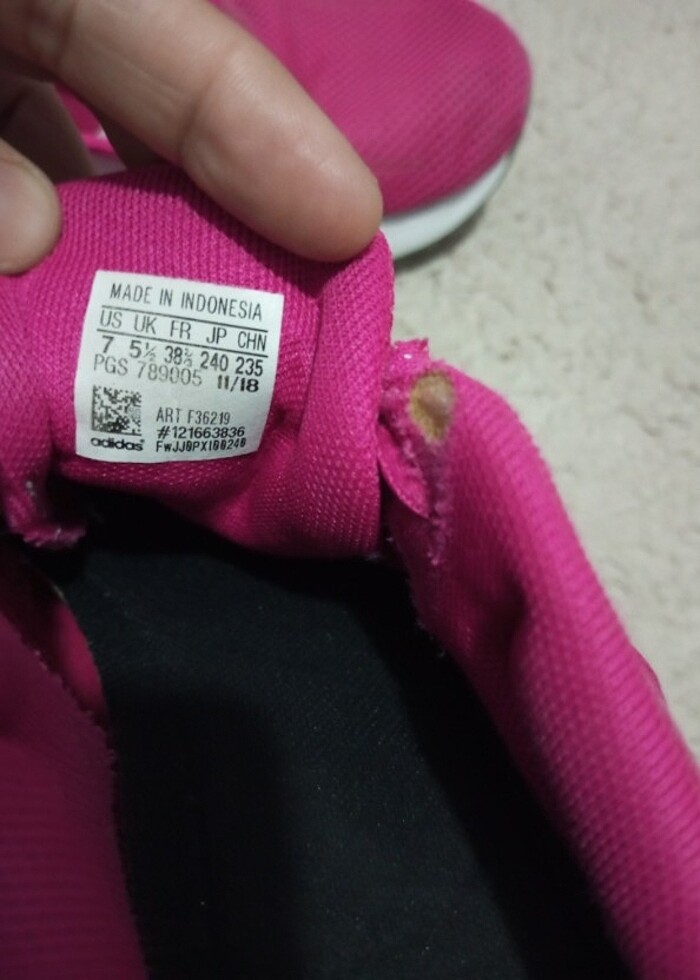 MADE IN INDONESIA
US UK FR JP CHN
7 5½ 38⅔ 240 235
PGS 789005 11/18
ART F36219
#121663836
adidas FwJJ0PX100240